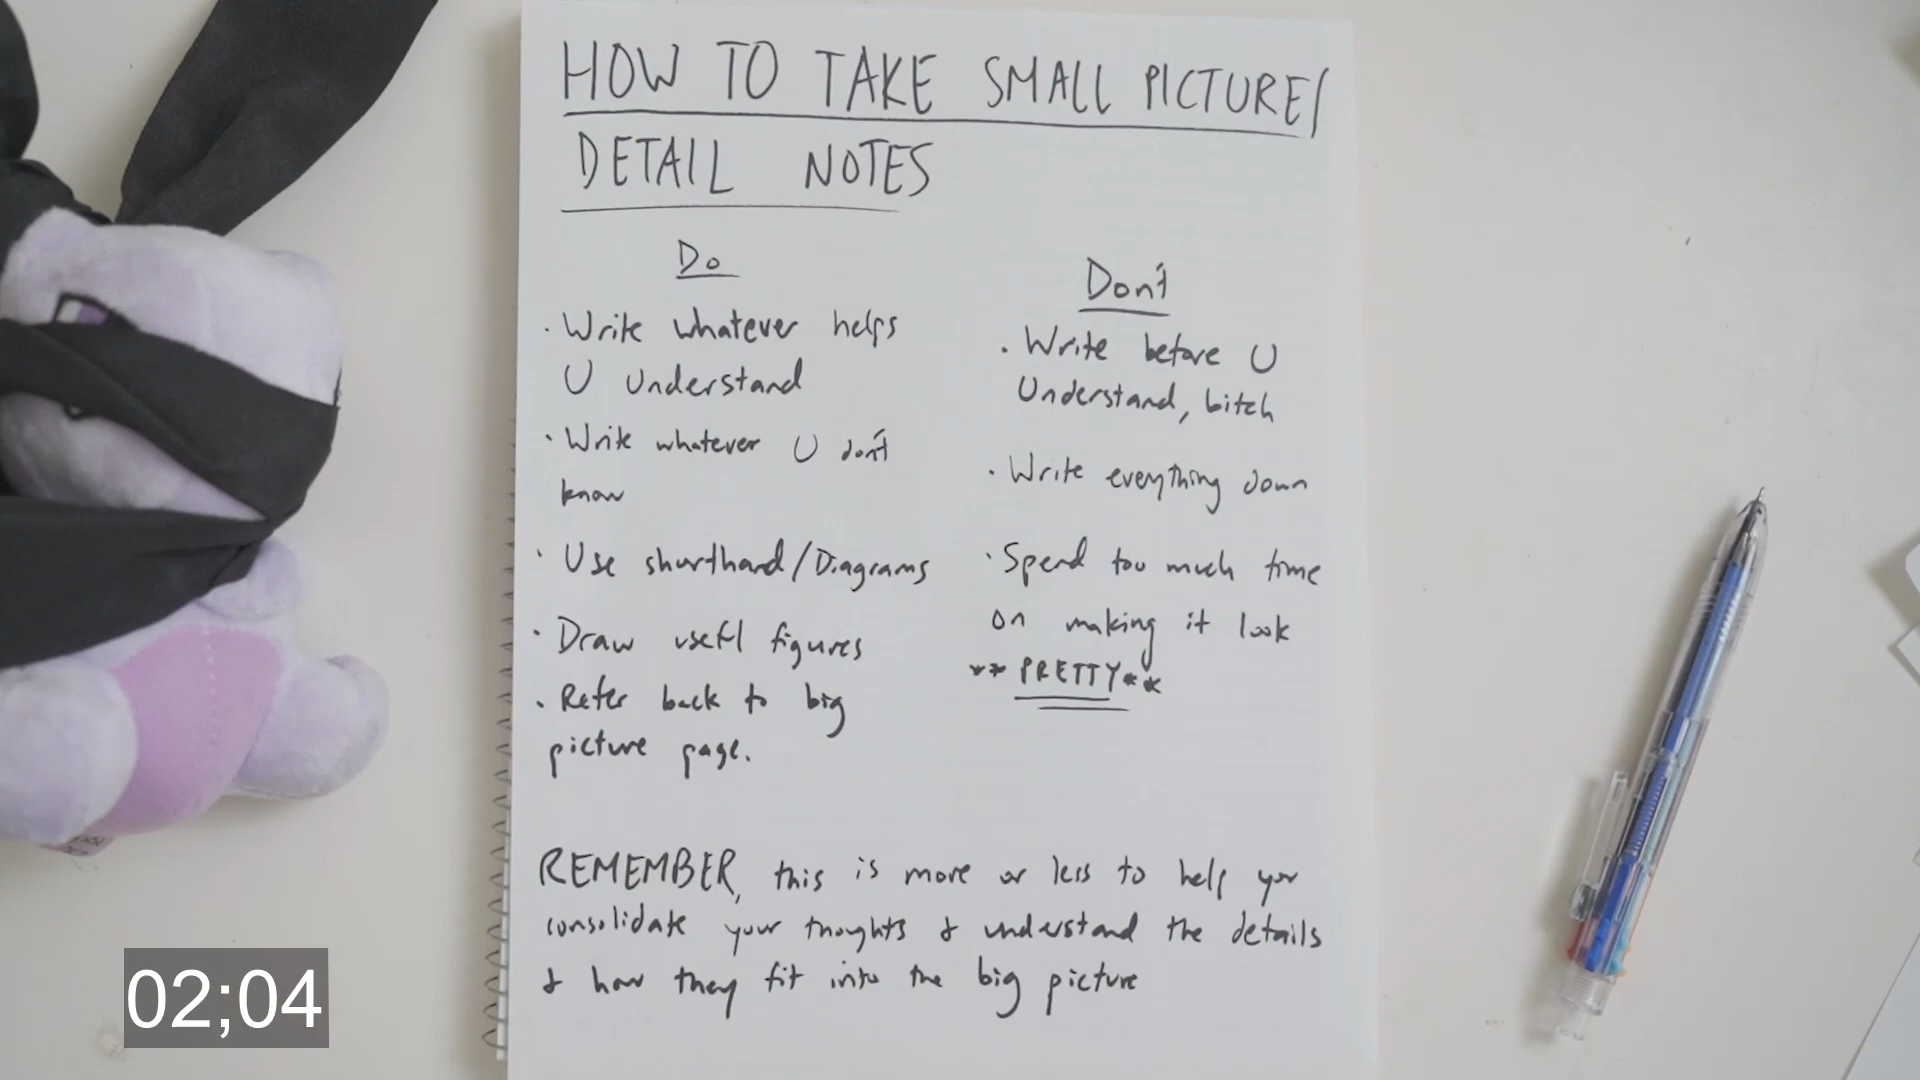 HOW TO TAKE SMALL PICTURE/
DETAIL NOTES
Do
· Write whatever helps
U understand
· Write whatever U don't
know
· Use shorthand/Diagrams
· Draw usefl figures
· Refer back to big
picture page.
Don't
· Write before U
Understand, bitch
· Write everything down
· Spend too much time
on making it look
** PRETTY **
REMEMBER, this is more or less to help your
consolidate your thoughts & understand the details
& how they fit into the big picture
02;04